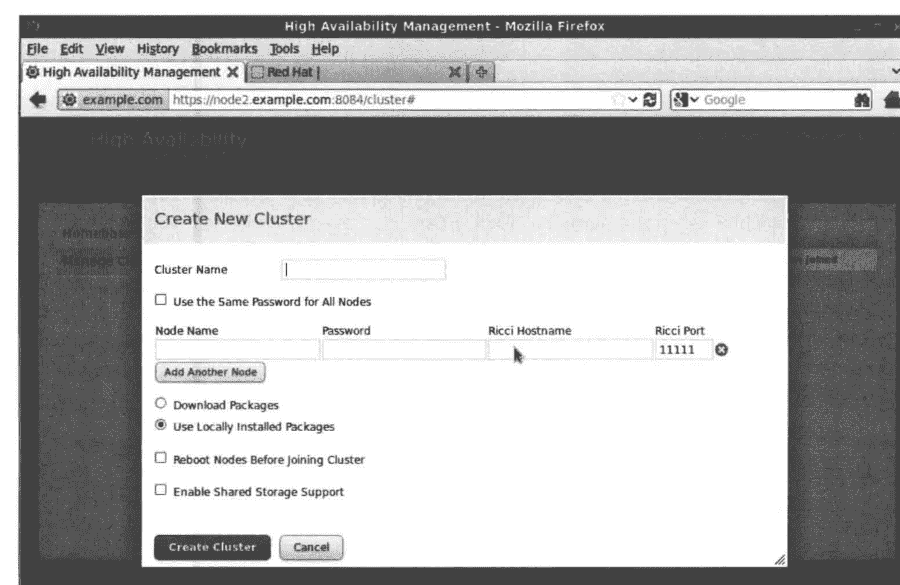 High Availability Management - Mozilla Firefox
File Edit View History Bookmarks Tools Help
High Availability Management Red Hat |
example.com https://node2.example.com:8084/cluster# Google
High Availability
Homebase
Manage
joined
Create New Cluster
Cluster Name
Use the Same Password for All Nodes
Node Name Password Ricci Hostname Ricci Port
11111
Add Another Node
Download Packages
Use Locally Installed Packages
Reboot Nodes Before Joining Cluster
Enable Shared Storage Support
Create Cluster Cancel